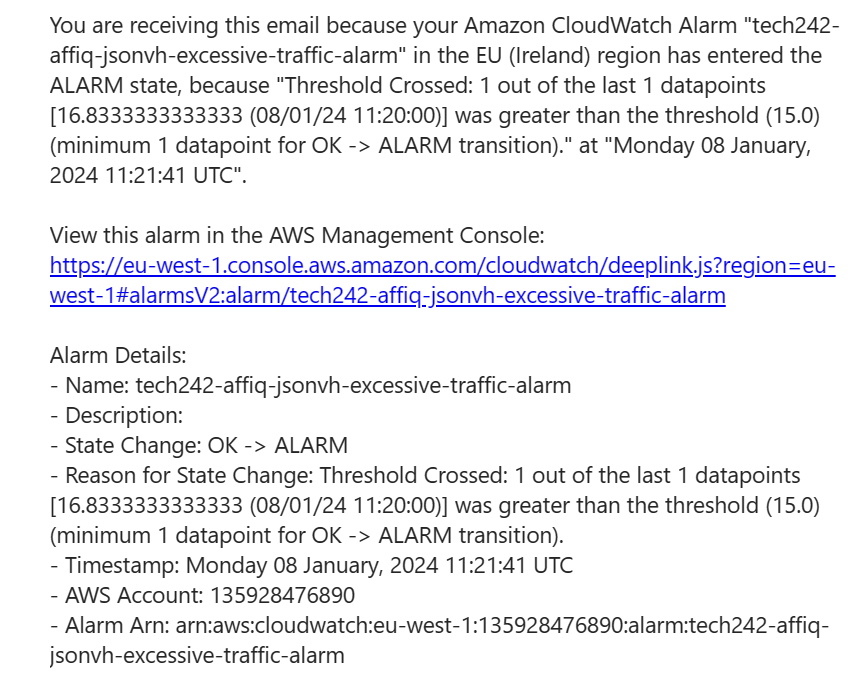 You are receiving this email because your Amazon CloudWatch Alarm "tech242-
affiq-jsonvh-excessive-traffic-alarm" in the EU (Ireland) region has entered the
ALARM state, because "Threshold Crossed: 1 out of the last 1 datapoints
[16.8333333333333 (08/01/24 11:20:00)] was greater than the threshold (15.0)
(minimum 1 datapoint for OK -> ALARM transition)." at "Monday 08 January,
2024 11:21:41 UTC".
View this alarm in the AWS Management Console:
https://eu-west-1.console.aws.amazon.com/cloudwatch/deeplink.js?region=eu-
west-1#alarmsV2:alarm/tech242-affiq-jsonvh-excessive-traffic-alarm
Alarm Details:
- Name: tech242-affiq-jsonvh-excessive-traffic-alarm
- Description:
- State Change: OK -> ALARM
- Reason for State Change: Threshold Crossed: 1 out of the last 1 datapoints
[16.8333333333333 (08/01/24 11:20:00)] was greater than the threshold (15.0)
(minimum 1 datapoint for OK -> ALARM transition).
- Timestamp: Monday 08 January, 2024 11:21:41 UTC
- AWS Account: 135928476890
- Alarm Arn: arn:aws:cloudwatch:eu-west-1:135928476890:alarm:tech242-affiq-
jsonvh-excessive-traffic-alarm